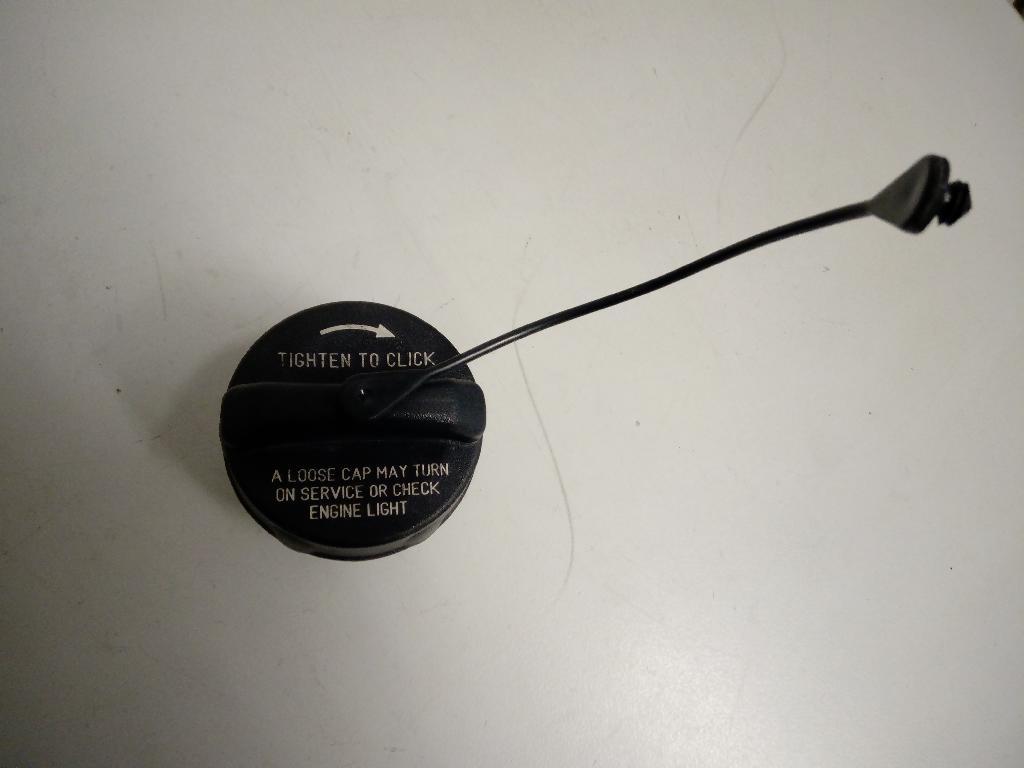 TIGHTEN TO CLICK
A LOOSE CAP MAY TURN
ON SERVICE OR CHECK
ENGINE LIGHT